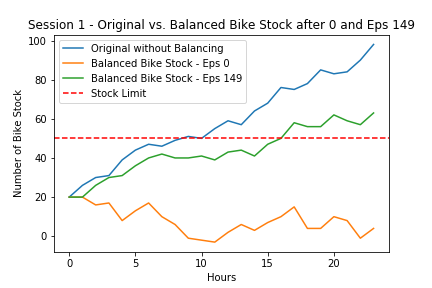 Session 1 - Original vs. Balanced Bike Stock after 0 and Eps 149
Original without Balancing
Balanced Bike Stock - Eps 0
Balanced Bike Stock - Eps 149
Stock Limit
Number of Bike Stock
100
80
60
40
20
0
0 5 10 15 20
Hours